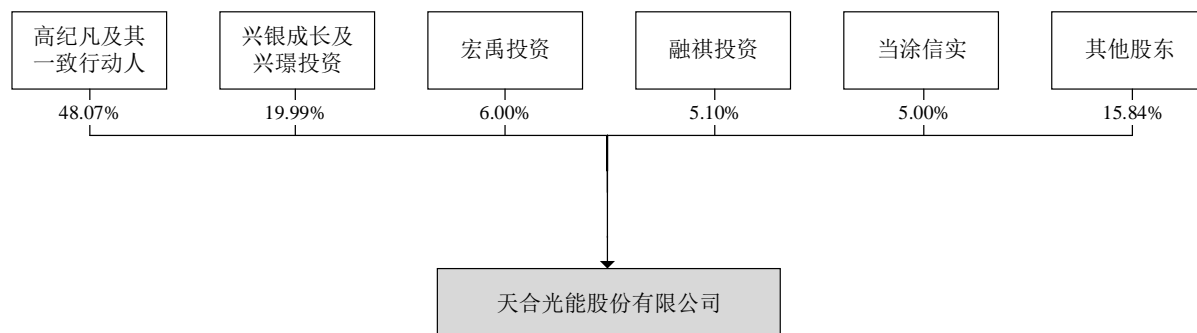 高纪凡及其
一致行动人
兴银成长及
兴璟投资
宏禹投资
融祺投资
当涂信实
其他股东
48.07%
19.99%
6.00%
5.10%
5.00%
15.84%
天合光能股份有限公司